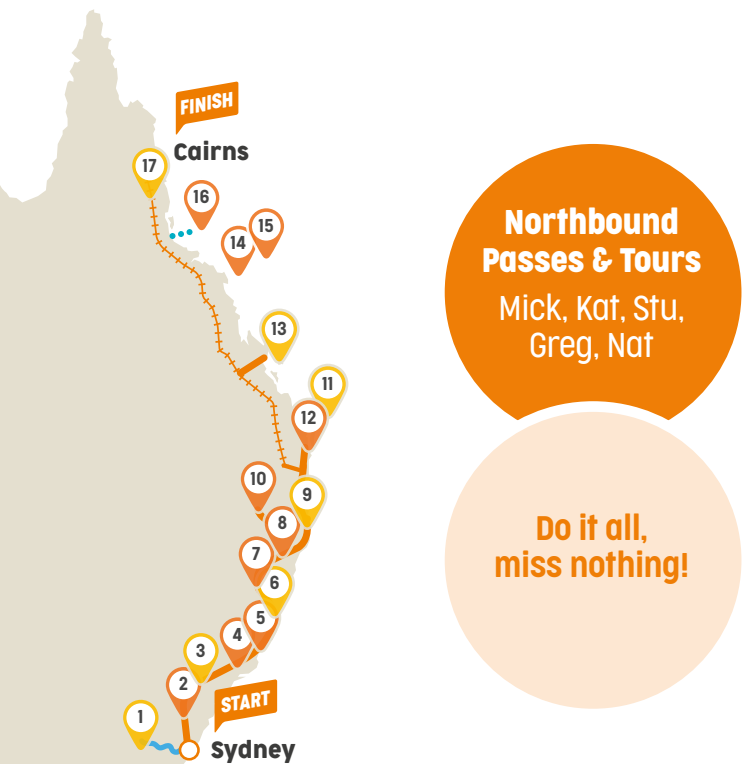 FINISH
Cairns
17
16
15
14
13
11
12
10
9
8
7
6
5
4
3
2
START
1
Sydney
Northbound
Passes & Tours
Mick, Kat, Stu,
Greg, Nat
Do it all,
miss nothing!